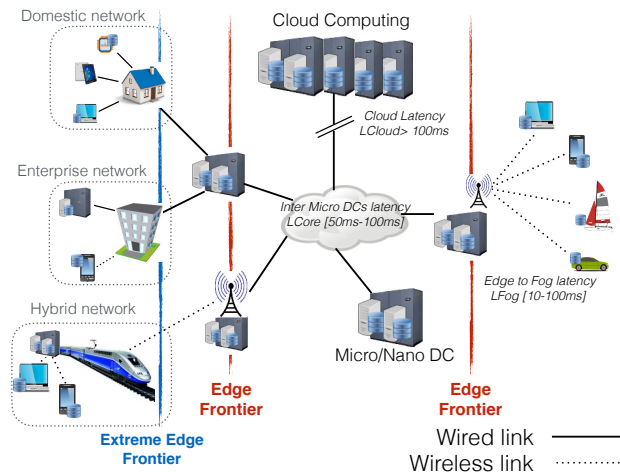 Domestic network
Cloud Computing
Cloud Latency
LCloud> 100ms
Enterprise network
Inter Micro DCs latency
LCore [50ms-100ms]
Edge to Fog latency
LFog [10-100ms]
Hybrid network
Micro/Nano DC
Edge
Frontier
Edge
Frontier
Extreme Edge
Frontier
Wired link
Wireless link